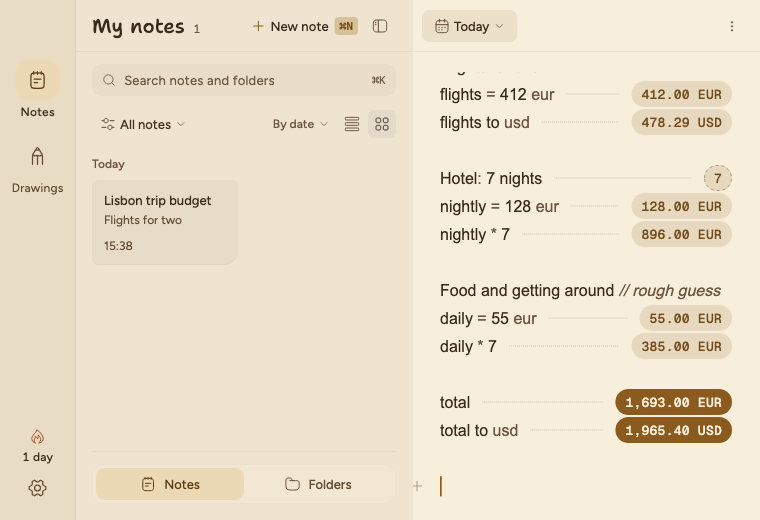 My notes 1
+ New note ⌘N
Search notes and folders ⌘K
All notes
By date
Today
Lisbon trip budget
Flights for two
15:38
Notes
Drawings
1 day
Notes
Folders
Today
flights = 412 eur 412.00 EUR
flights to usd 478.29 USD
Hotel: 7 nights 7
nightly = 128 eur 128.00 EUR
nightly * 7 896.00 EUR
Food and getting around // rough guess
daily = 55 eur 55.00 EUR
daily * 7 385.00 EUR
total 1,693.00 EUR
total to usd 1,965.40 USD
+